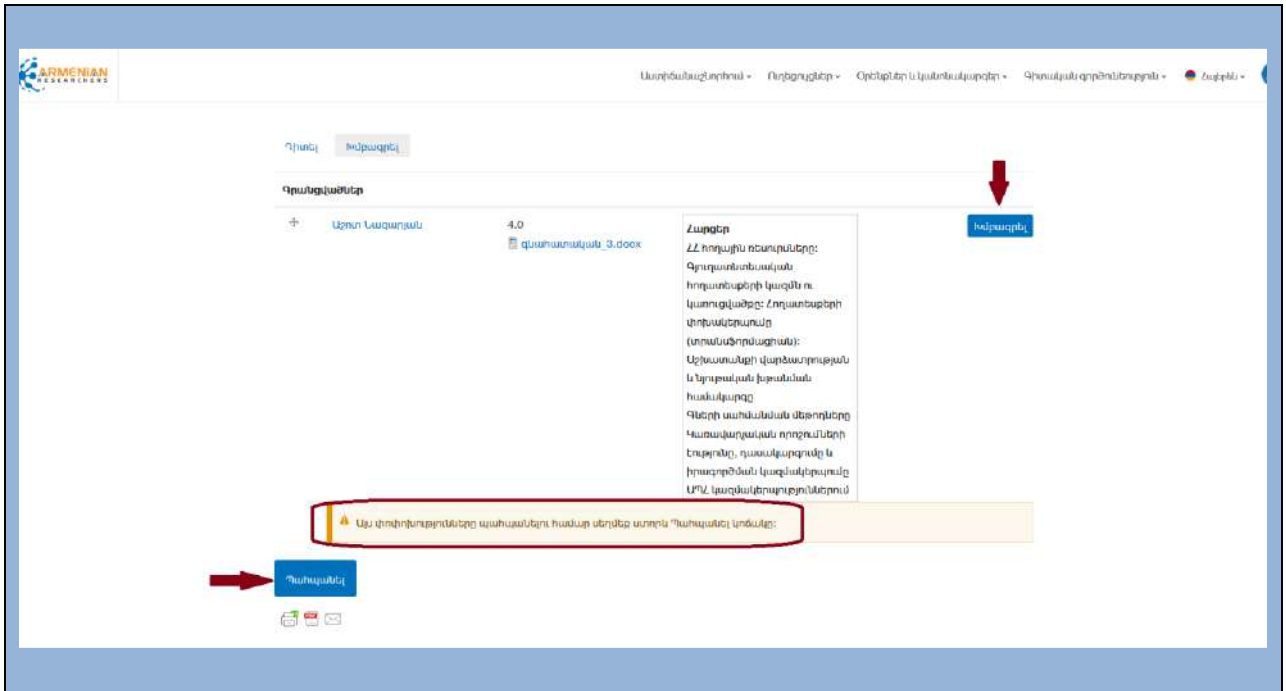 ARMENIAN
RESEARCHERS
Աստիճանաշնորհում Ուղեցույցներ Օրենքներ և կանոնակարգեր Գիտական գործունեություն Հայերեն
Դիտել Խմբագրել
Գրանցվածներ
Աշոտ Նազարյան 4.0 Խմբագրել
գնահատական_3.docx
Հարցեր
ՀՀ հողային ռեսուրսները:
Գյուղատնտեսական
հողատեսքերի կազմն ու
կառուցվածքը: Հողատեսքերի
փոխակերպումը
(տրանսֆորմացիան):
Աշխատանքի վարձատրության
և նյութական խթանման
համակարգը
Գների սահմանման մեթոդները
Կառավարչական որոշումների
էությունը, դասակարգումը և
իրագործման կազմակերպումը
ԱՊՀ կազմակերպություններում
Այս փոփոխությունները պահպանելու համար սեղմեք ստորև Պահպանել կոճակը:
Պահպանել